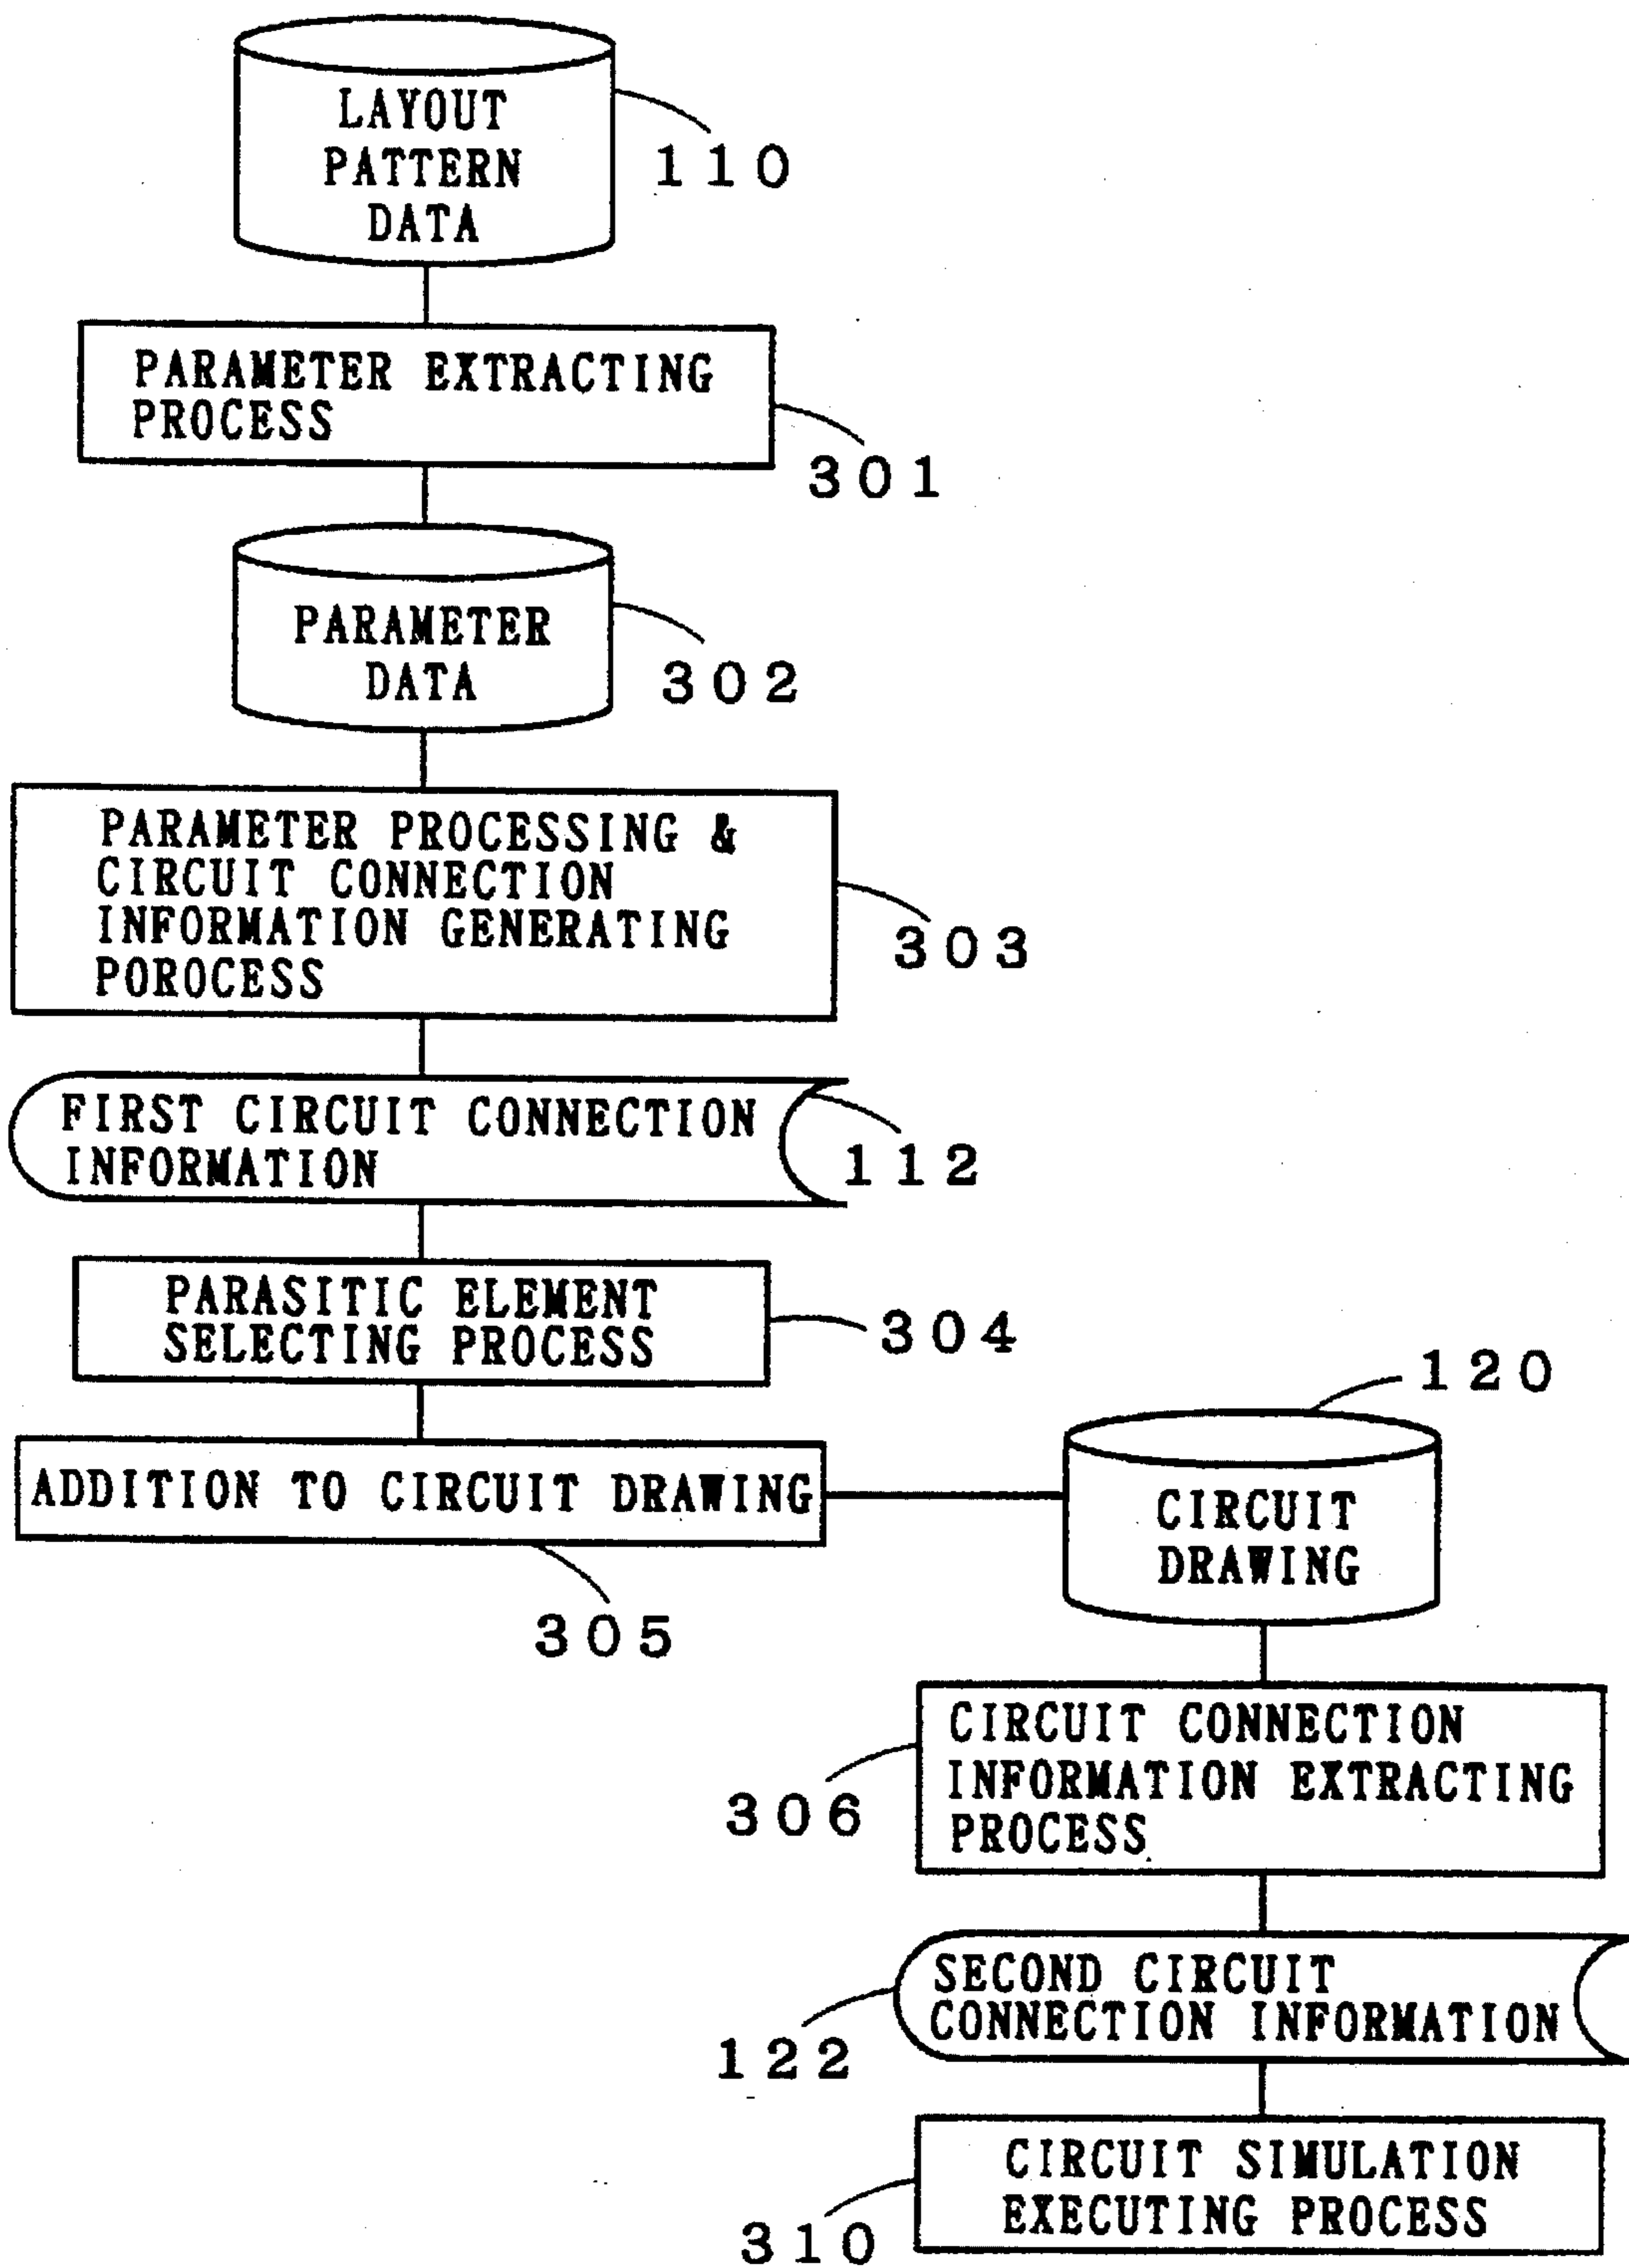 LAYOUT
PATTERN
DATA
110
PARAMETER EXTRACTING
PROCESS
301
PARAMETER
DATA
302
PARAMETER PROCESSING &
CIRCUIT CONNECTION
INFORMATION GENERATING
POROCESS
303
FIRST CIRCUIT CONNECTION
INFORMATION
112
PARASITIC ELEMENT
SELECTING PROCESS
304
120
ADDITION TO CIRCUIT DRAWING
CIRCUIT
DRAWING
305
CIRCUIT CONNECTION
INFORMATION EXTRACTING
PROCESS
306
SECOND CIRCUIT
CONNECTION INFORMATION
122
CIRCUIT SIMULATION
EXECUTING PROCESS
310